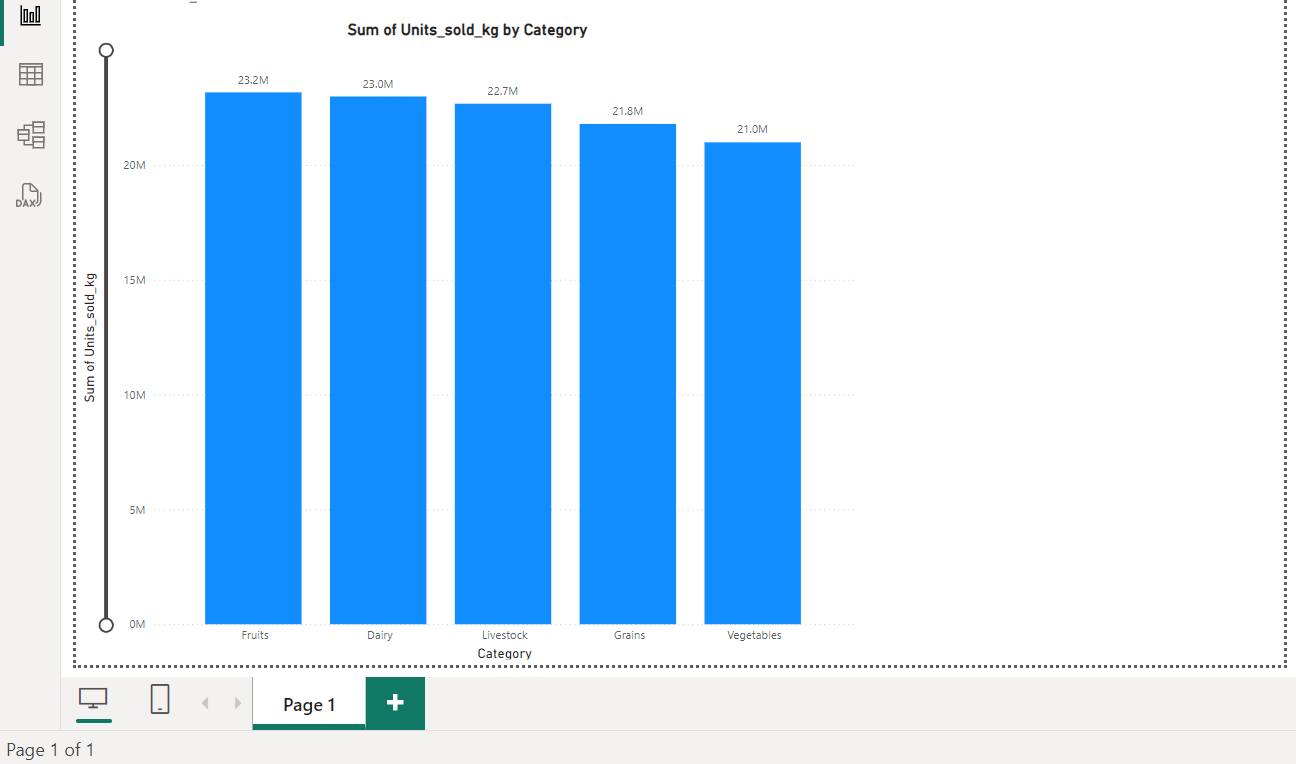 Sum of Units_sold_kg by Category
23.2M
23.0M
22.7M
21.8M
21.0M
20M
15M
10M
5M
0M
Sum of Units_sold_kg
Fruits
Dairy
Livestock
Grains
Vegetables
Category
DAX
Page 1
Page 1 of 1